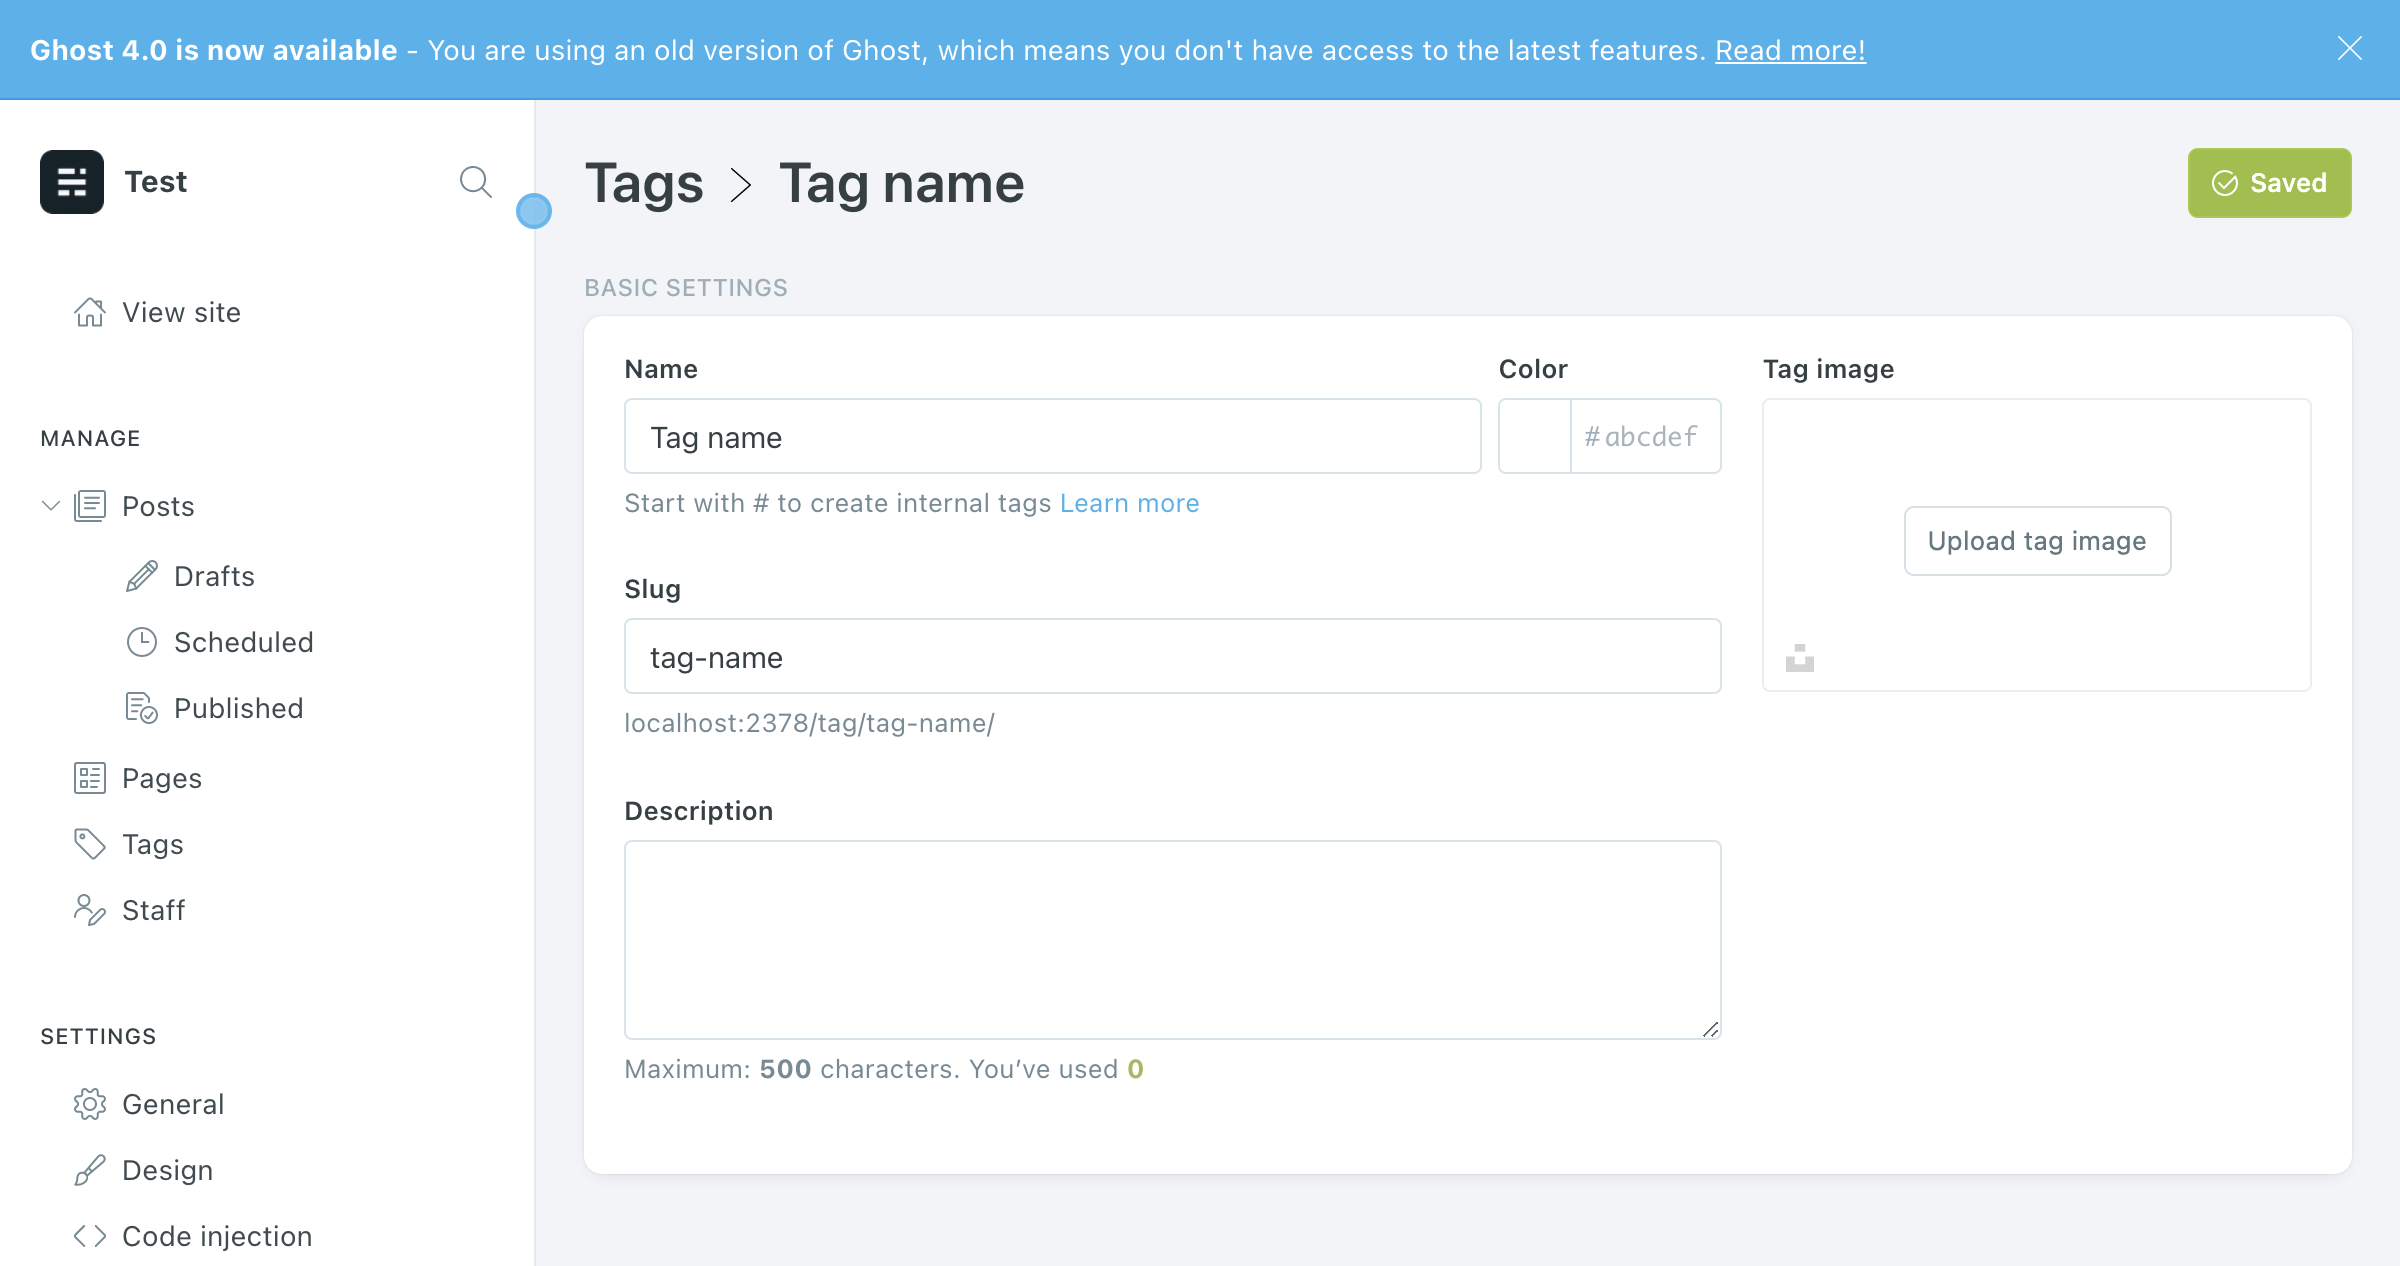 Ghost 4.0 is now available - You are using an old version of Ghost, which means you don't have access to the latest features. Read more!
Test
View site
MANAGE
Posts
Drafts
Scheduled
Published
Pages
Tags
Staff
SETTINGS
General
Design
Code injection
Tags > Tag name
Saved
BASIC SETTINGS
Name
Tag name
Start with # to create internal tags Learn more
Color
#abcdef
Slug
tag-name
localhost:2378/tag/tag-name/
Description
Maximum: 500 characters. You’ve used 0
Tag image
Upload tag image